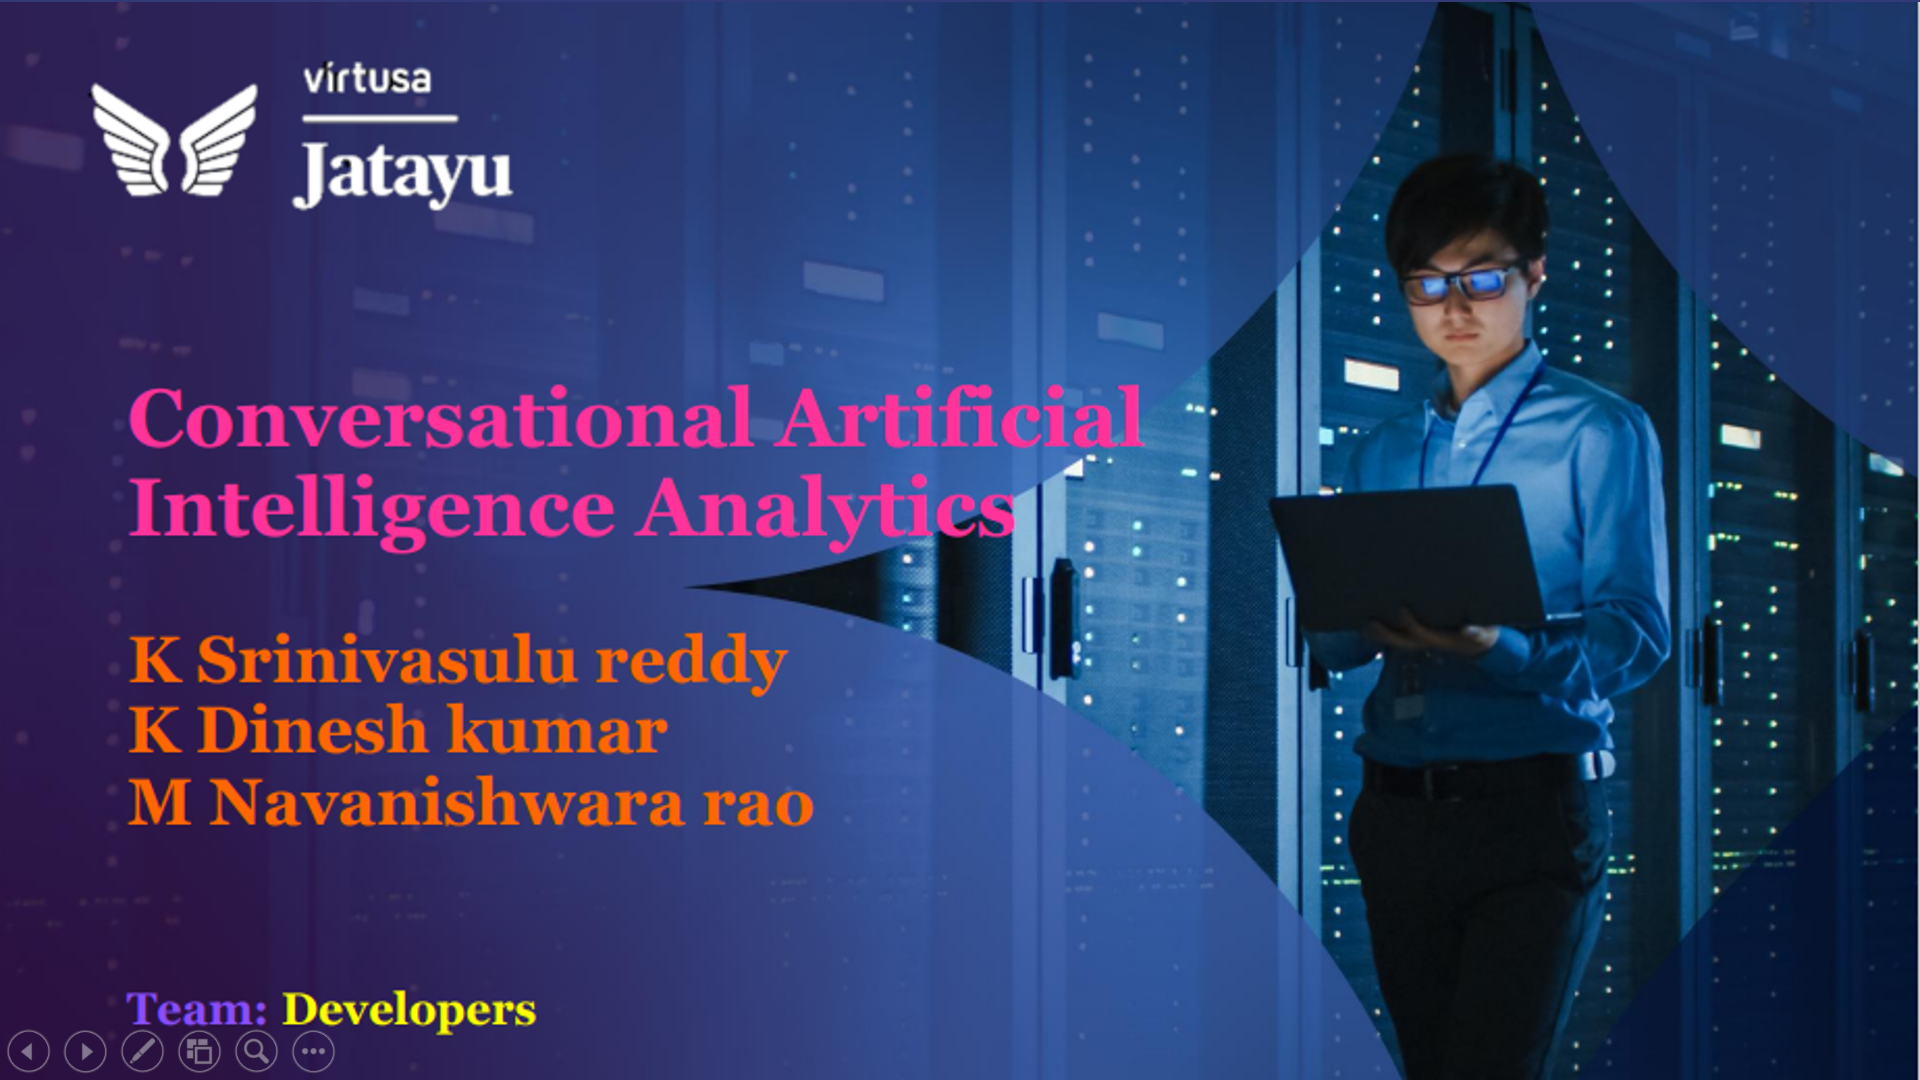 virtusa
Jatayu
Conversational Artificial
Intelligence Analytics
K Srinivasulu reddy
K Dinesh kumar
M Navanishwara rao
Team: Developers